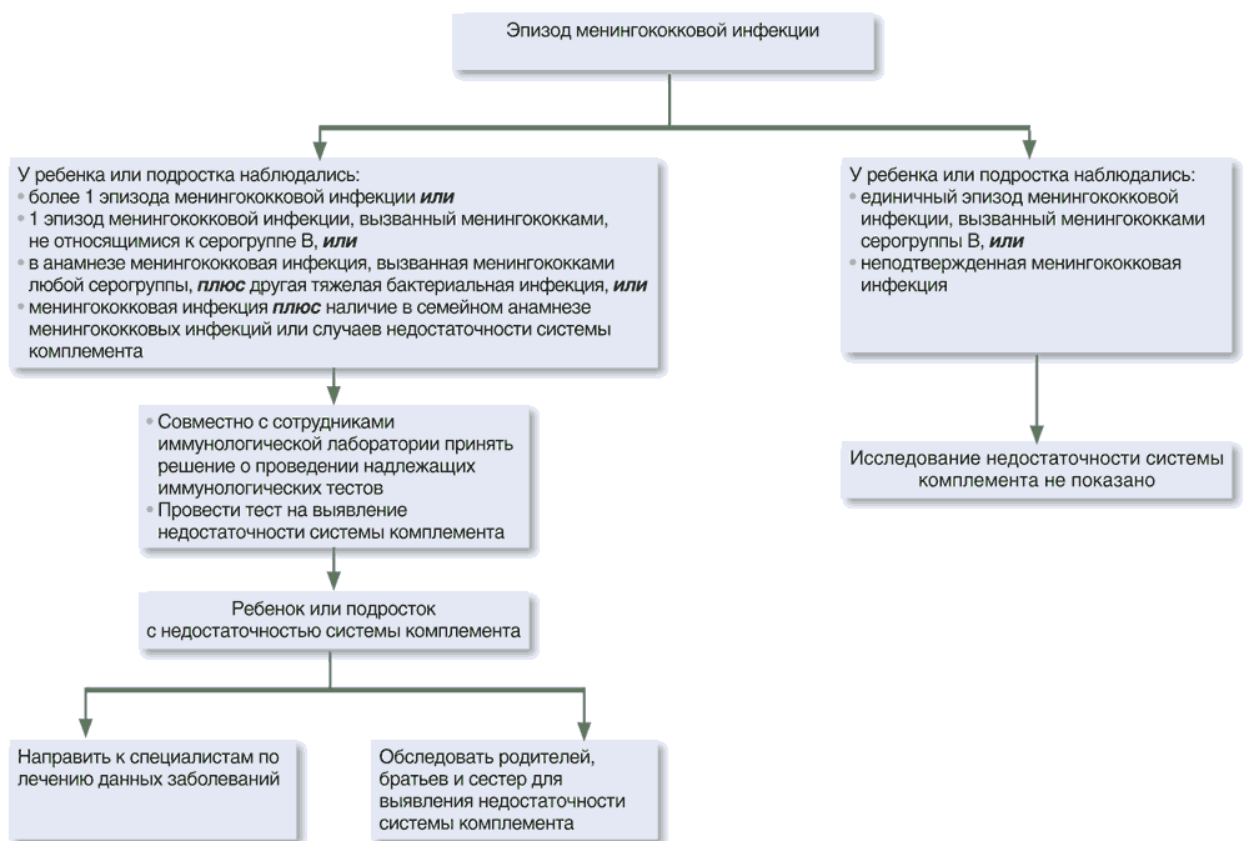 Эпизод менингококковой инфекции
У ребенка или подростка наблюдались:
• более 1 эпизода менингококковой инфекции или
• 1 эпизод менингококковой инфекции, вызванный менингококками,
не относящимися к серогруппе B, или
• в анамнезе менингококковая инфекция, вызванная менингококками
любой серогруппы, плюс другая тяжелая бактериальная инфекция, или
• менингококковая инфекция плюс наличие в семейном анамнезе
менингококковых инфекций или случаев недостаточности системы
комплемента
У ребенка или подростка наблюдались:
• единичный эпизод менингококковой
инфекции, вызванный менингококками
серогруппы B, или
• неподтвержденная менингококковая
инфекция
• Совместно с сотрудниками
иммунологической лаборатории принять
решение о проведении надлежащих
иммунологических тестов
• Провести тест на выявление
недостаточности системы комплемента
Исследование недостаточности системы
комплемента не показано
Ребенок или подросток
с недостаточностью системы комплемента
Направить к специалистам по
лечению данных заболеваний
Обследовать родителей,
братьев и сестер для
выявления недостаточности
системы комплемента